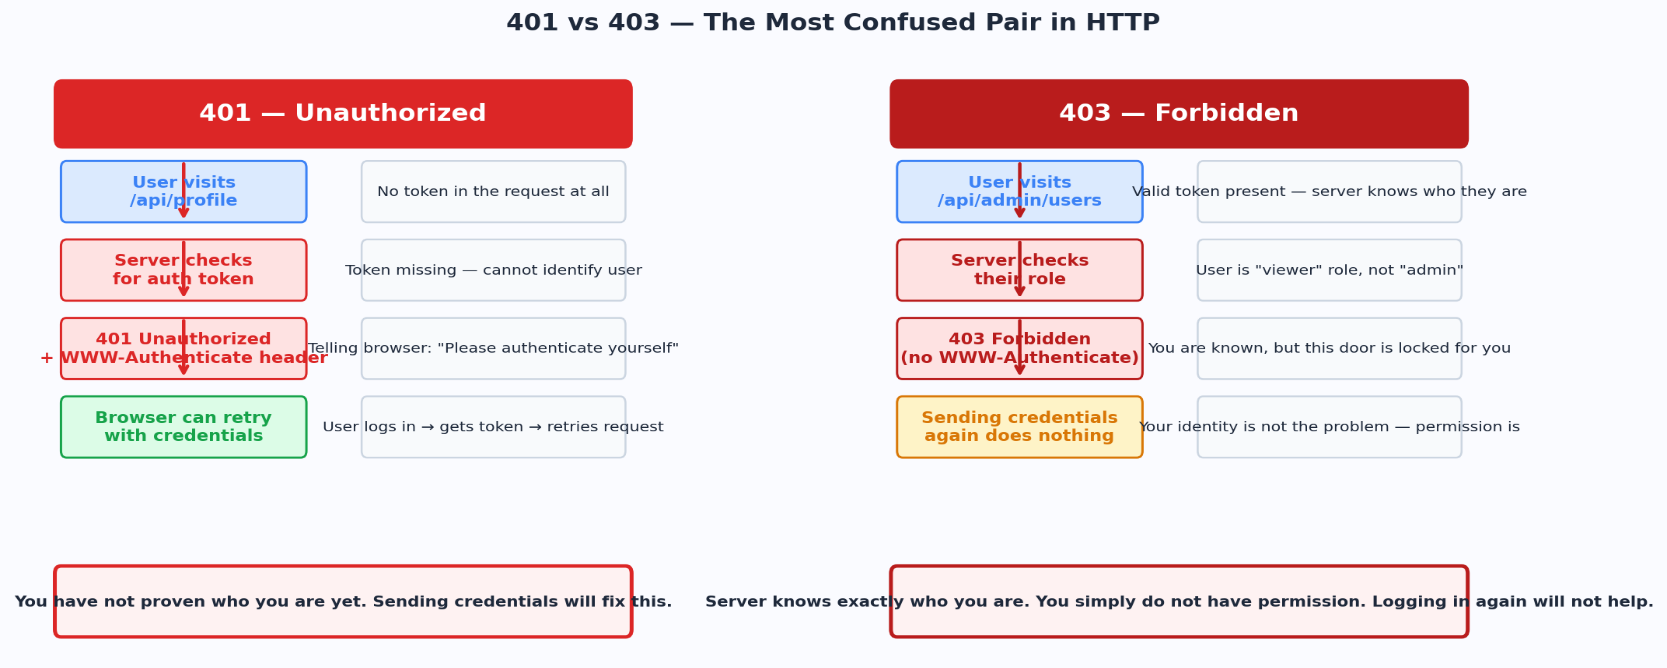 401 vs 403 — The Most Confused Pair in HTTP
401 — Unauthorized
User visits
/api/profile
No token in the request at all
Server checks
for auth token
Token missing — cannot identify user
401 Unauthorized
+ WWW-Authenticate header
Telling browser: "Please authenticate yourself"
Browser can retry
with credentials
User logs in → gets token → retries request
You have not proven who you are yet. Sending credentials will fix this.
403 — Forbidden
User visits
/api/admin/users
Valid token present — server knows who they are
Server checks
their role
User is "viewer" role, not "admin"
403 Forbidden
(no WWW-Authenticate)
You are known, but this door is locked for you
Sending credentials
again does nothing
Your identity is not the problem — permission is
Server knows exactly who you are. You simply do not have permission. Logging in again will not help.